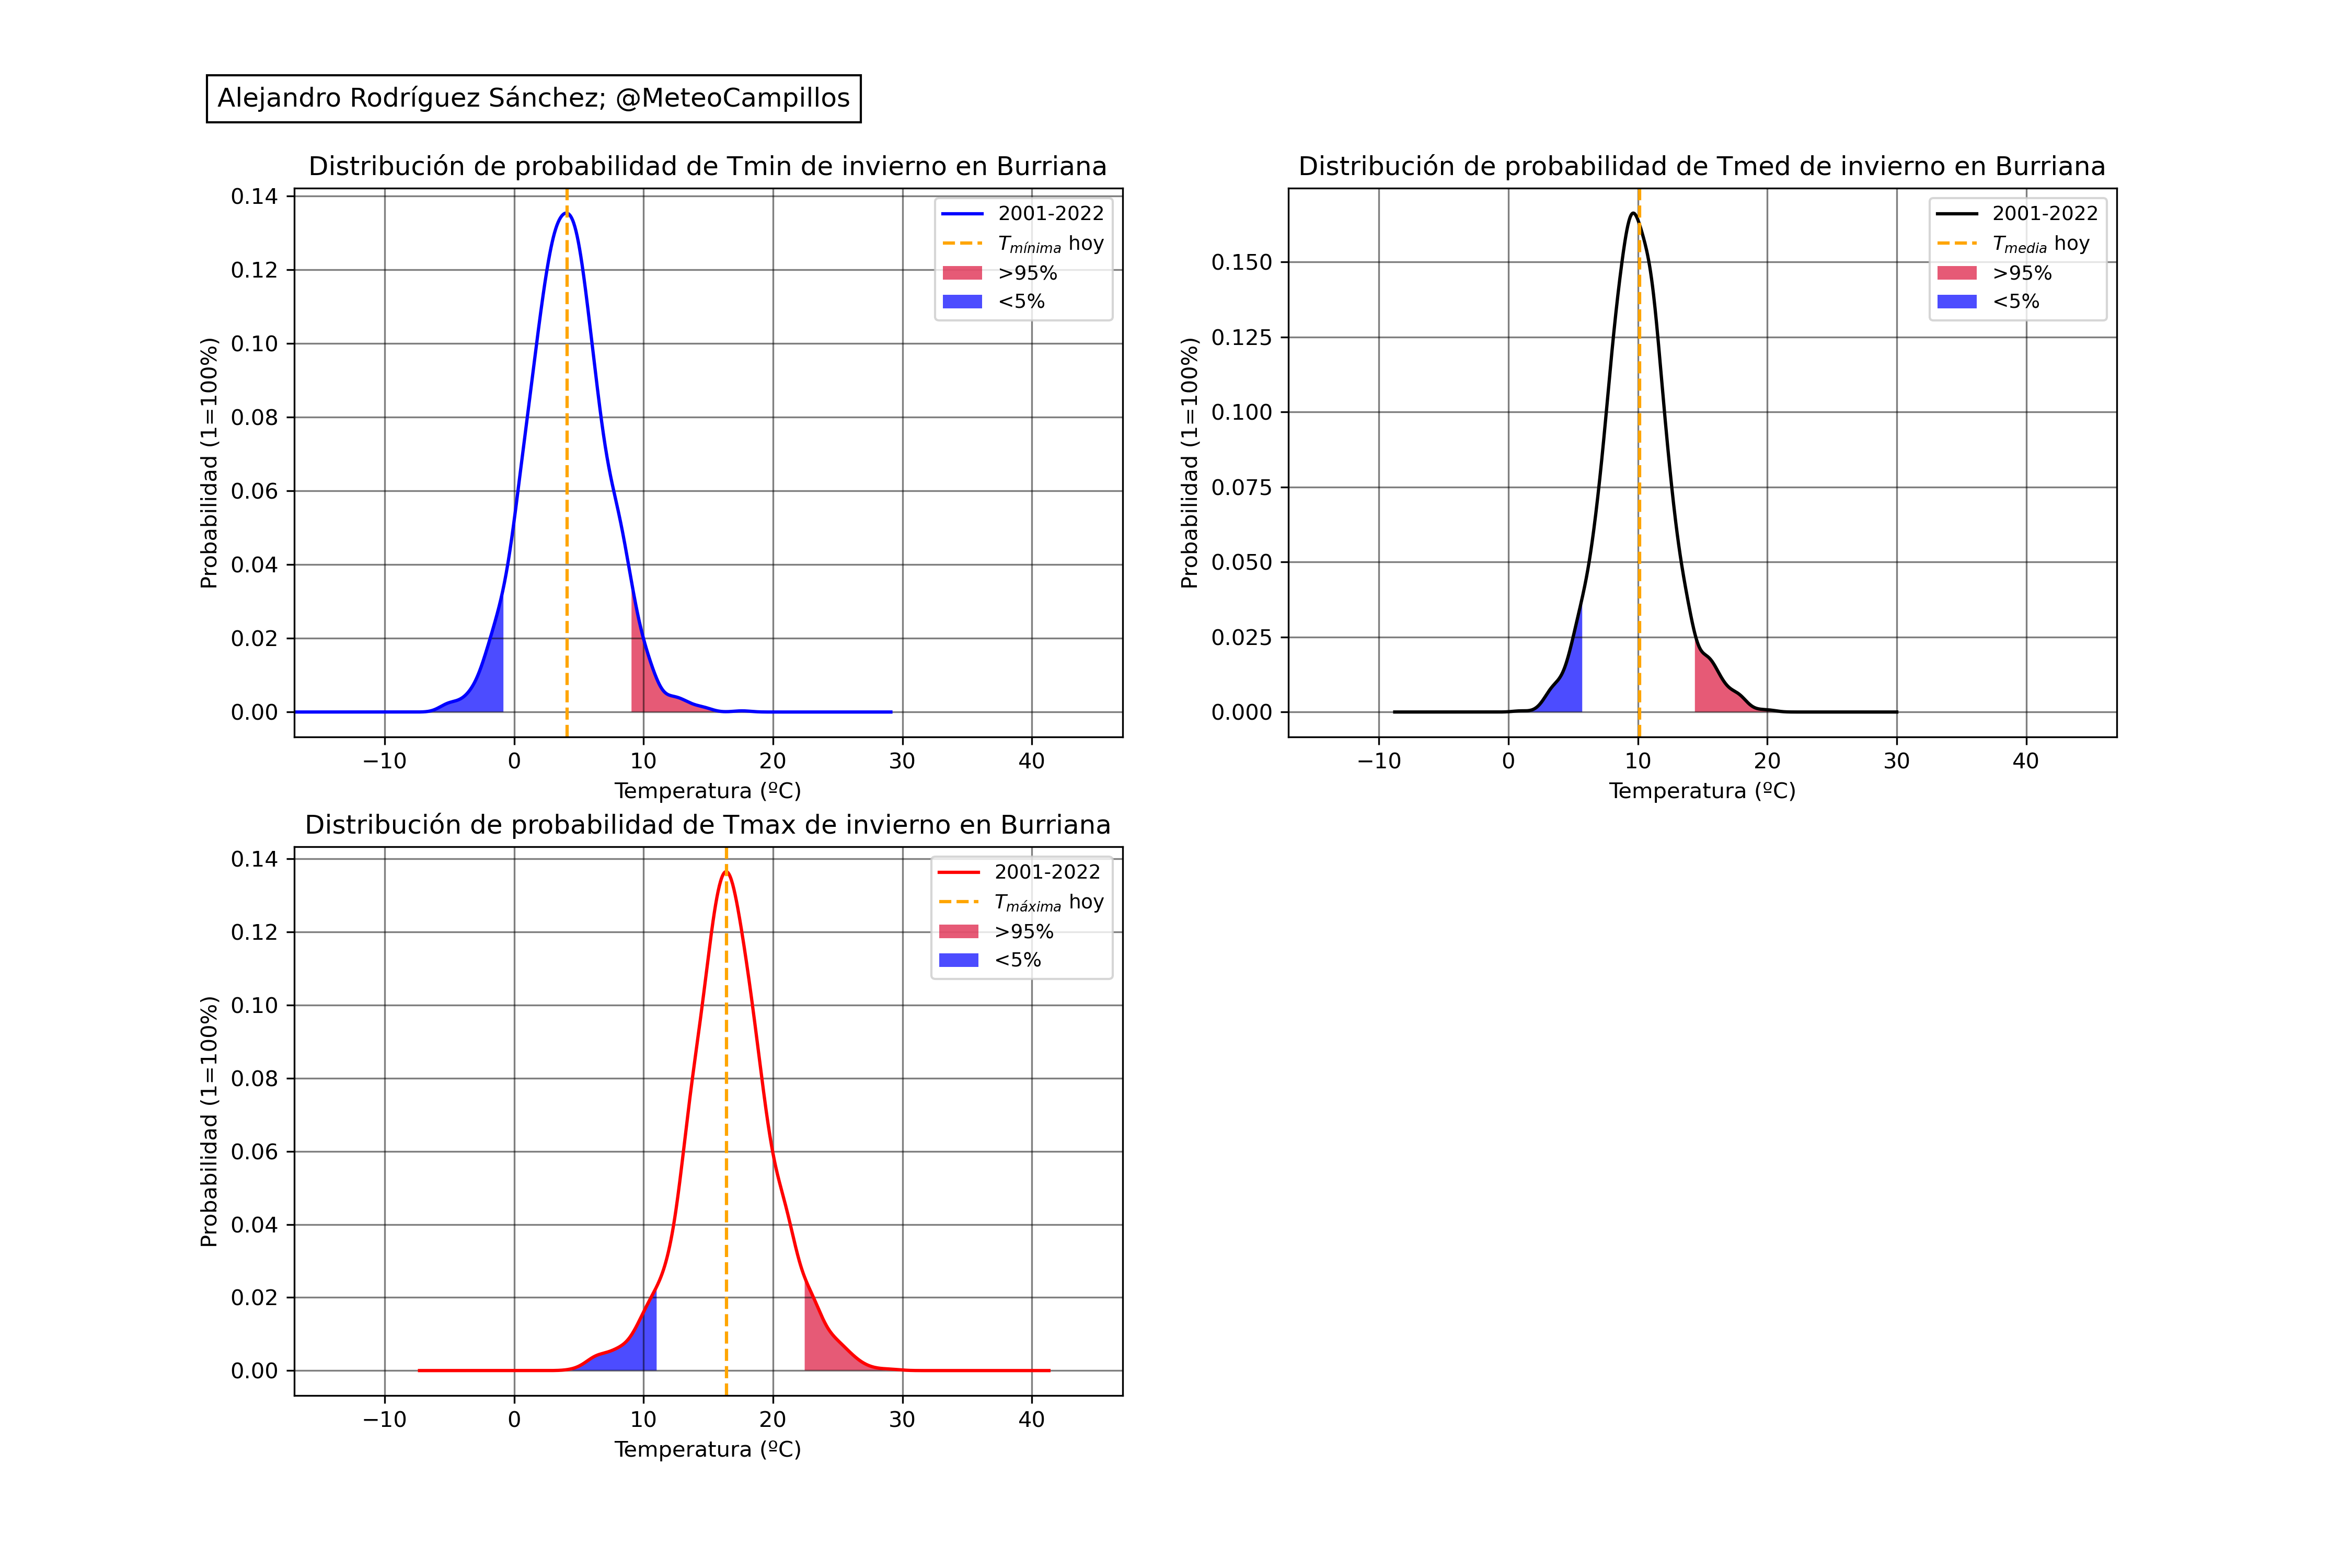 Alejandro Rodríguez Sánchez; @MeteoCampillos
Distribución de probabilidad de Tmin de invierno en Burriana
Probabilidad (1=100%)
0.14
0.12
0.10
0.08
0.06
0.04
0.02
0.00
2001-2022
Tmínima hoy
>95%
<5%
−10 0 10 20 30 40
Temperatura (ºC)
Distribución de probabilidad de Tmed de invierno en Burriana
Probabilidad (1=100%)
0.150
0.125
0.100
0.075
0.050
0.025
0.000
2001-2022
Tmedia hoy
>95%
<5%
−10 0 10 20 30 40
Temperatura (ºC)
Distribución de probabilidad de Tmax de invierno en Burriana
Probabilidad (1=100%)
0.14
0.12
0.10
0.08
0.06
0.04
0.02
0.00
2001-2022
Tmáxima hoy
>95%
<5%
−10 0 10 20 30 40
Temperatura (ºC)